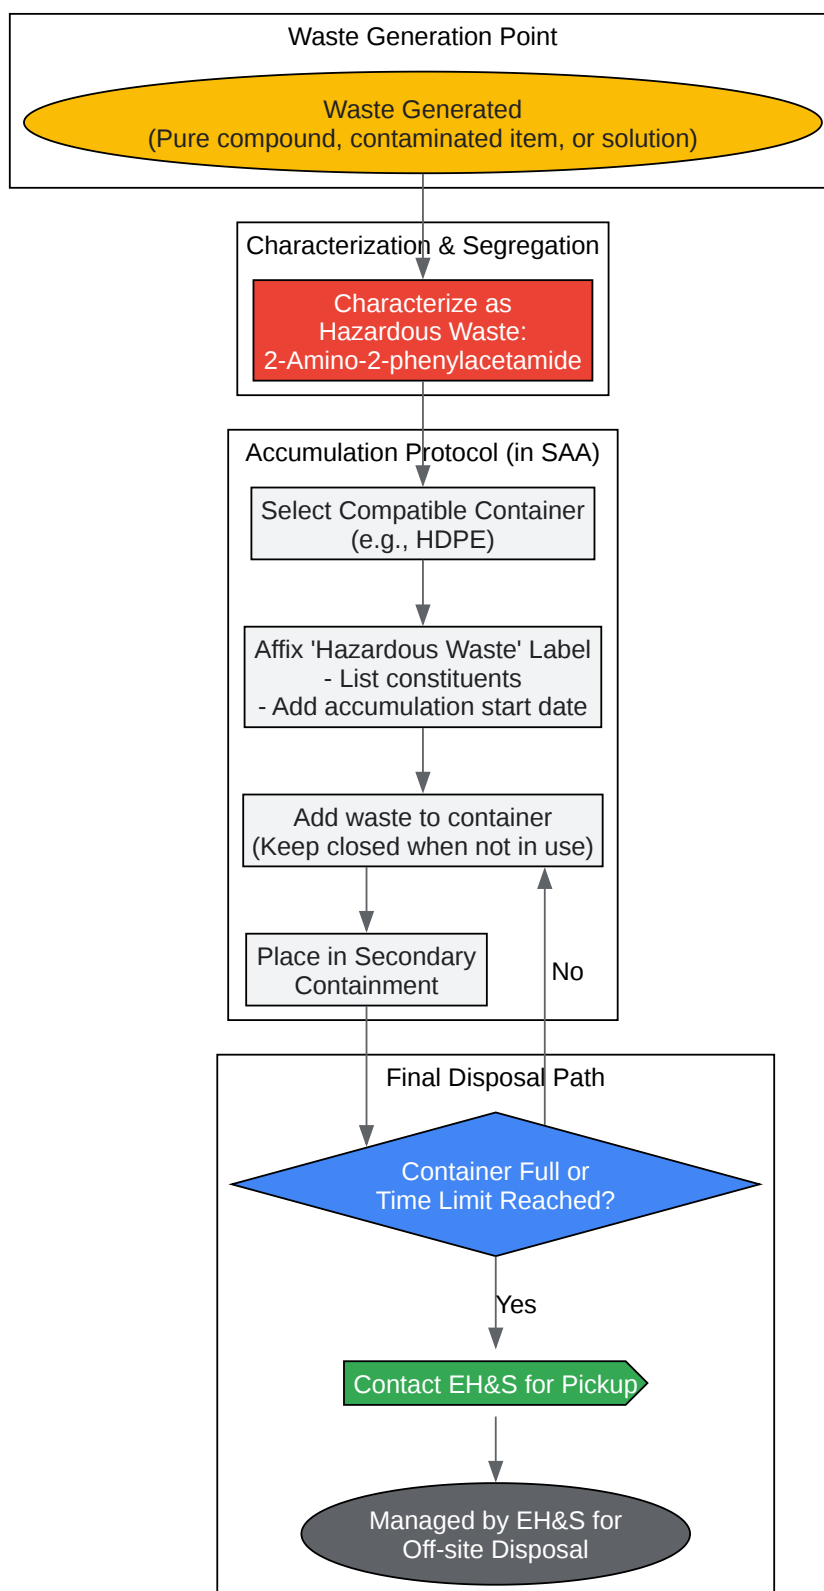 Waste Generation Point
Waste Generated
(Pure compound, contaminated item, or solution)
Characterization & Segregation
Characterize as
Hazardous Waste:
2-Amino-2-phenylacetamide
Accumulation Protocol (in SAA)
Select Compatible Container
(e.g., HDPE)
Affix 'Hazardous Waste' Label
- List constituents
- Add accumulation start date
Add waste to container
(Keep closed when not in use)
Place in Secondary
Containment
No
Final Disposal Path
Container Full or
Time Limit Reached?
Yes
Contact EH&S for Pickup
Managed by EH&S for
Off-site Disposal